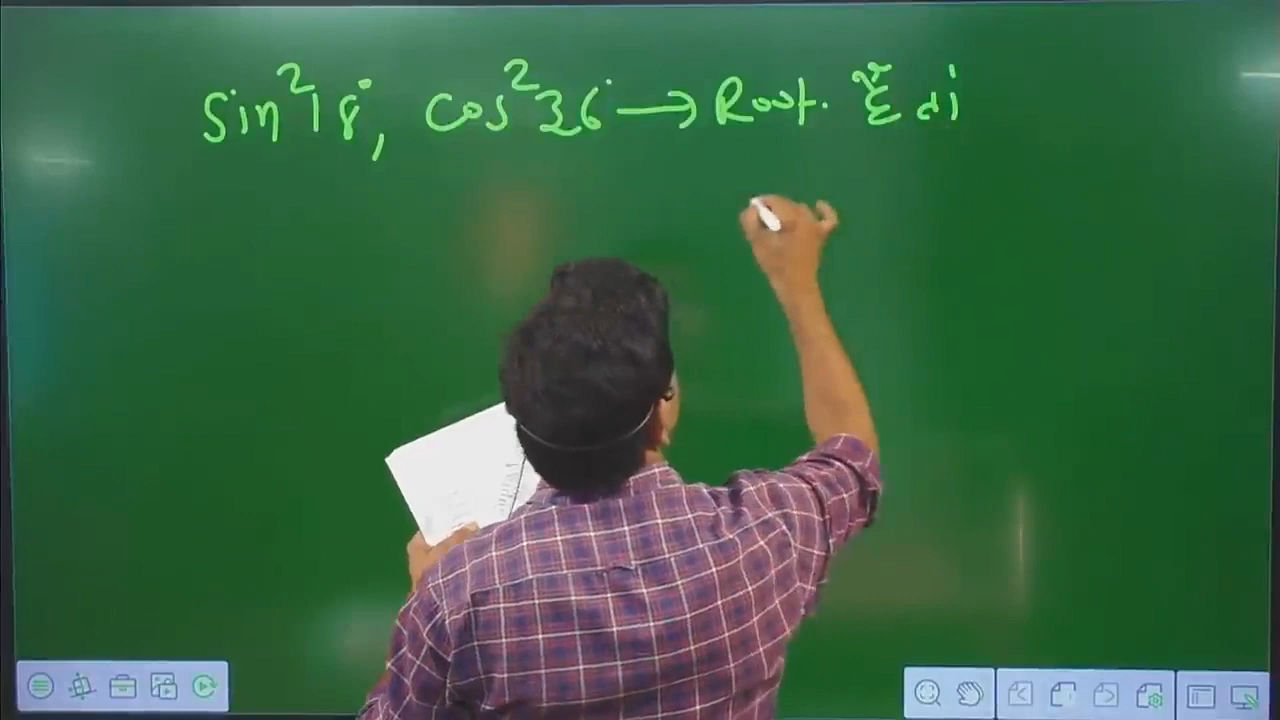 Sin²18°, Cos²36 → Root.